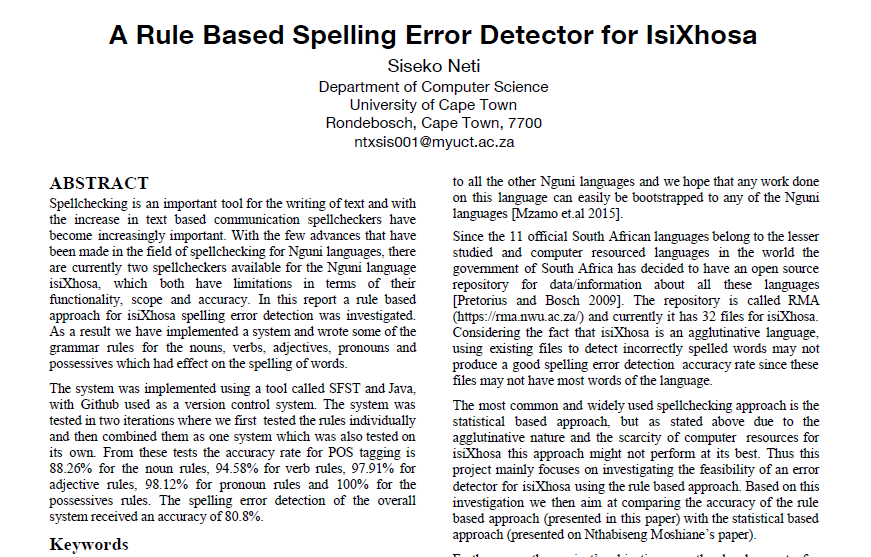 A Rule Based Spelling Error Detector for IsiXhosa
Siseko Neti
Department of Computer Science
University of Cape Town
Rondebosch, Cape Town, 7700
ntxsis001@myuct.ac.za
ABSTRACT
Spellchecking is an important tool for the writing of text and with
the increase in text based communication spellcheckers have
become increasingly important. With the few advances that have
been made in the field of spellchecking for Nguni languages, there
are currently two spellcheckers available for the Nguni language
isiXhosa, which both have limitations in terms of their
functionality, scope and accuracy. In this report a rule based
approach for isiXhosa spelling error detection was investigated.
As a result we have implemented a system and wrote some of the
grammar rules for the nouns, verbs, adjectives, pronouns and
possessives which had effect on the spelling of words.
The system was implemented using a tool called SFST and Java,
with Github used as a version control system. The system was
tested in two iterations where we first tested the rules individually
and then combined them as one system which was also tested on
its own. From these tests the accuracy rate for POS tagging is
88.26% for the noun rules, 94.58% for verb rules, 97.91% for
adjective rules, 98.12% for pronoun rules and 100% for the
possessives rules. The spelling error detection of the overall
system received an accuracy of 80.8%.
Keywords
to all the other Nguni languages and we hope that any work done
on this language can easily be bootstrapped to any of the Nguni
languages [Mzamo et.al 2015].
Since the 11 official South African languages belong to the lesser
studied and computer resourced languages in the world the
government of South Africa has decided to have an open source
repository for data/information about all these languages
[Pretorius and Bosch 2009]. The repository is called RMA
(https://rma.nwu.ac.za/) and currently it has 32 files for isiXhosa.
Considering the fact that isiXhosa is an agglutinative language,
using existing files to detect incorrectly spelled words may not
produce a good spelling error detection accuracy rate since these
files may not have most words of the language.
The most common and widely used spellchecking approach is the
statistical based approach, but as stated above due to the
agglutinative nature and the scarcity of computer resources for
isiXhosa this approach might not perform at its best. Thus this
project mainly focuses on investigating the feasibility of an error
detector for isiXhosa using the rule based approach. Based on this
investigation we then aim at comparing the accuracy of the rule
based approach (presented in this paper) with the statistical based
approach (presented on Nthabiseng Moshiane's paper).